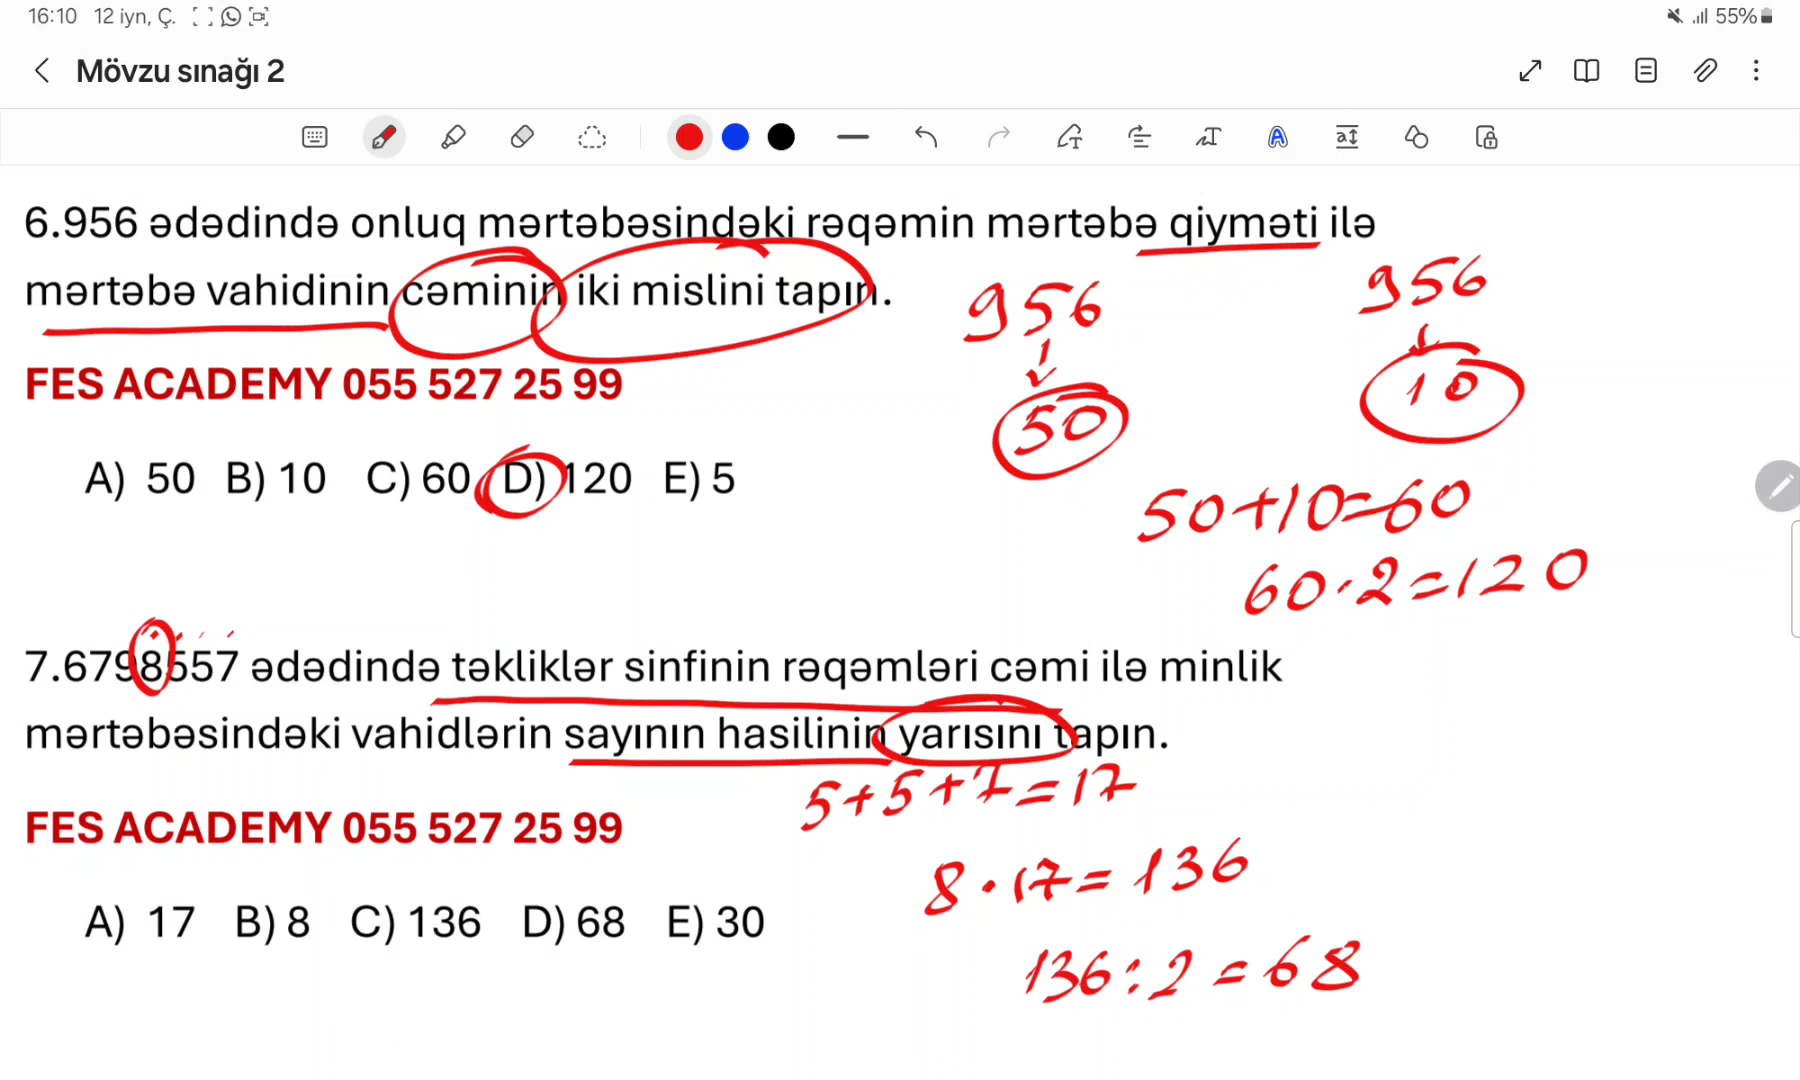 16:10 12 iyn, Ç. 55%
Mövzu sınağı 2
6.956 ədədində onluq mərtəbəsindəki rəqəmin mərtəbə qiyməti ilə
mərtəbə vahidinin cəminin iki mislini tapın.
956
956
50
10
FES ACADEMY 055 527 25 99
A) 50 B) 10 C) 60 D) 120 E) 5
50+10=60
60·2=120
7.6798557 ədədində təkliklər sinfinin rəqəmləri cəmi ilə minlik
mərtəbəsindəki vahidlərin sayının hasilinin yarısını tapın.
5+5+7=17
FES ACADEMY 055 527 25 99
8·17=136
A) 17 B) 8 C) 136 D) 68 E) 30
136:2=68